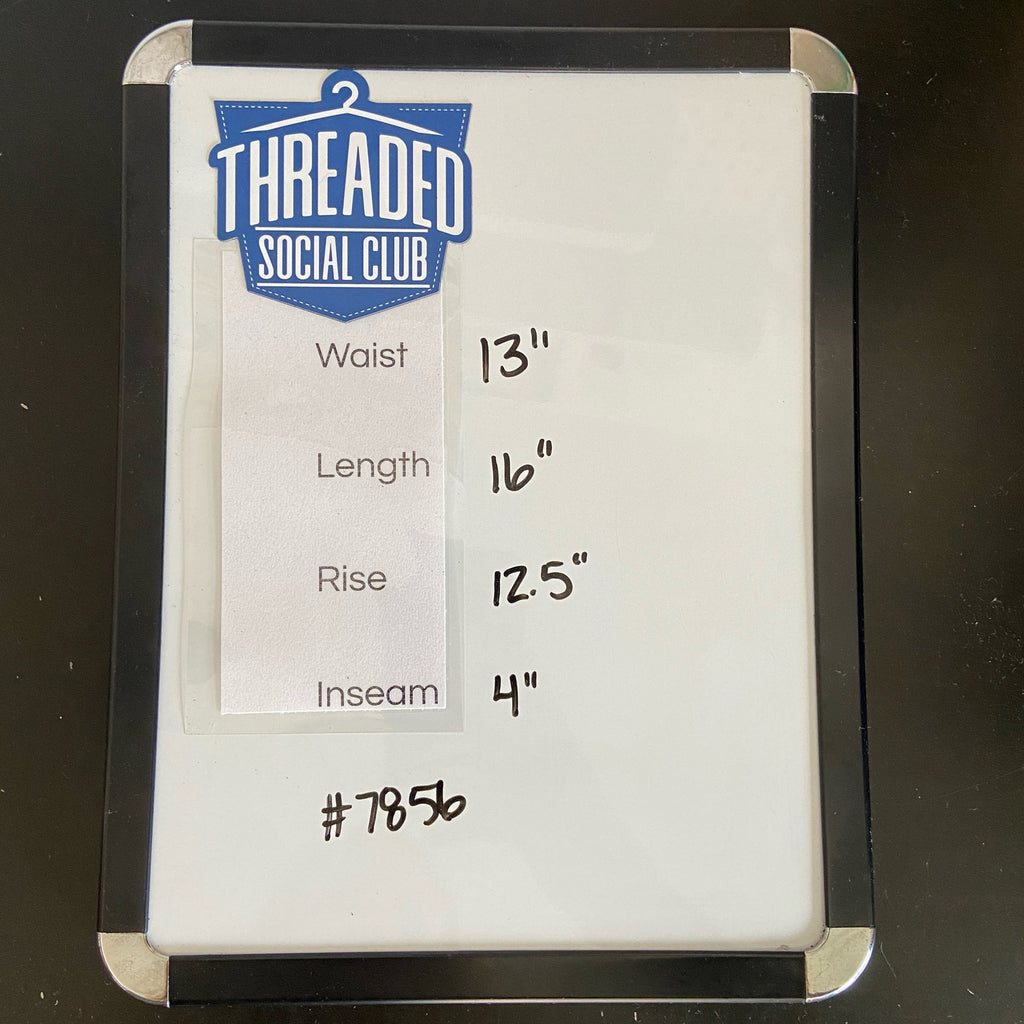 THREADED
SOCIAL CLUB
Waist 13"
Length 16"
Rise 12.5"
Inseam 4"
#7856